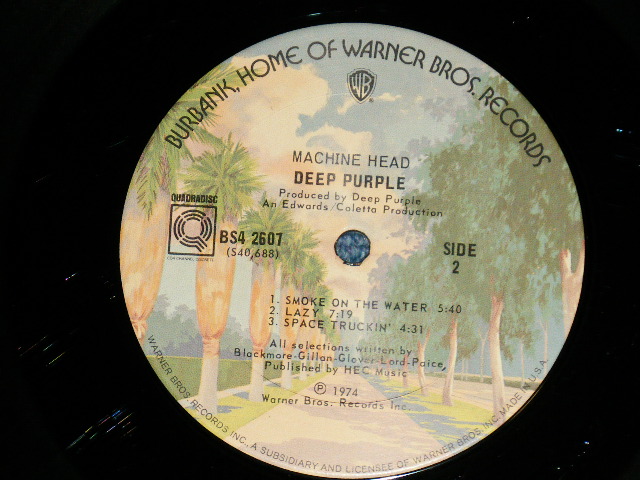 BURBANK, HOME OF WARNER BROS. RECORDS
WB
MACHINE HEAD
DEEP PURPLE
Produced by Deep Purple
An Edwards/Coletta Production
QUADRADISC
BS4 2607
(S40,688)
SIDE
2
1. SMOKE ON THE WATER 5:40
2. LAZY 7:19
3. SPACE TRUCKIN' 4:31
All selections written by
Blackmore-Gillan-Glover-Lord-Paice,
Published by HEC Music
℗ 1974
Warner Bros. Records Inc.
WARNER BROS. RECORDS INC., A SUBSIDIARY AND LICENSEE OF WARNER BROS. INC. MADE IN U.S.A.